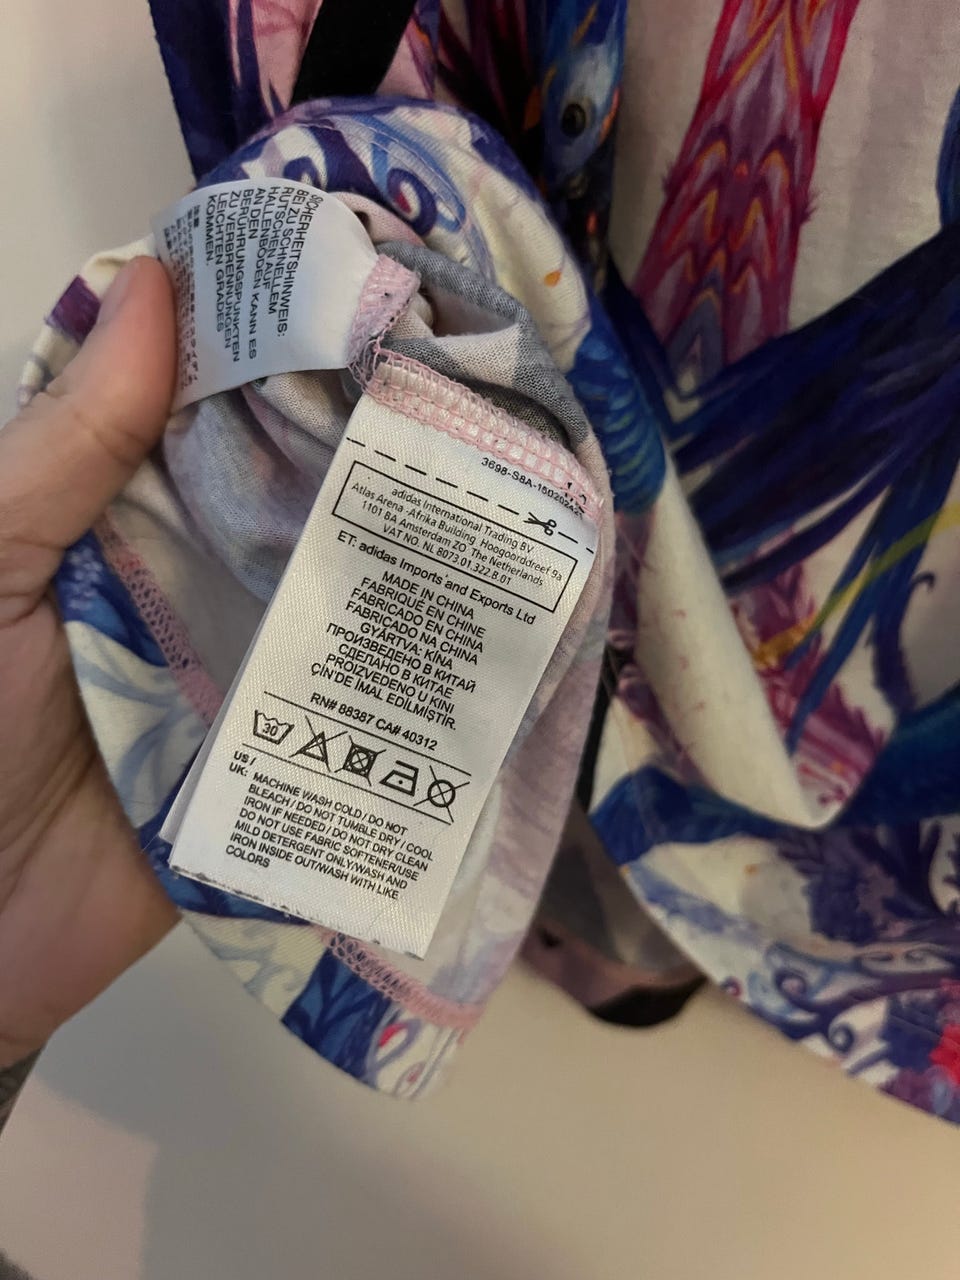 SICHERHEITSHINWEIS:
BEI ZU SCHNELLEM
RUTSCHEN AUF
HALLENBÖDEN KANN ES
AN DEN
BERÜHRUNGSPUNKTEN
ZU VERBRENNUNGEN
LEICHTEN GRADES
KOMMEN.
adidas International Trading BV
Atlas Arena -Afrika Building Hoogoorddreef 9a
1101 BA Amsterdam ZO The Netherlands
VAT NO. NL 8073.01.322.B.01
ET: adidas Imports and Exports Ltd
MADE IN CHINA
FABRIQUÉ EN CHINE
FABRICADO EN CHINA
BRICADO NA CHINA
GYÁRTVA: KÍNA
ПРОИЗВЕДЕНО В КИТАЙ
СДЕЛАНО В КИТАЕ
PROIZVEDENO U KINI
ÇİN'DE İMAL EDİLMİŞTİR.
RN# 88387 CA# 40312
30
US /
UK: MACHINE WASH COLD / DO NOT
BLEACH / DO NOT TUMBLE DRY / COOL
IRON IF NEEDED / DO NOT DRY CLEAN
DO NOT USE FABRIC SOFTENER/USE
MILD DETERGENT ONLY/WASH AND
IRON INSIDE OUT/WASH WITH LIKE
COLORS